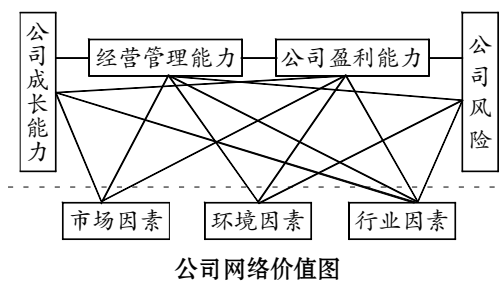 公司成长能力
经营管理能力
公司盈利能力
公司风险
市场因素
环境因素
行业因素
公司网络价值图